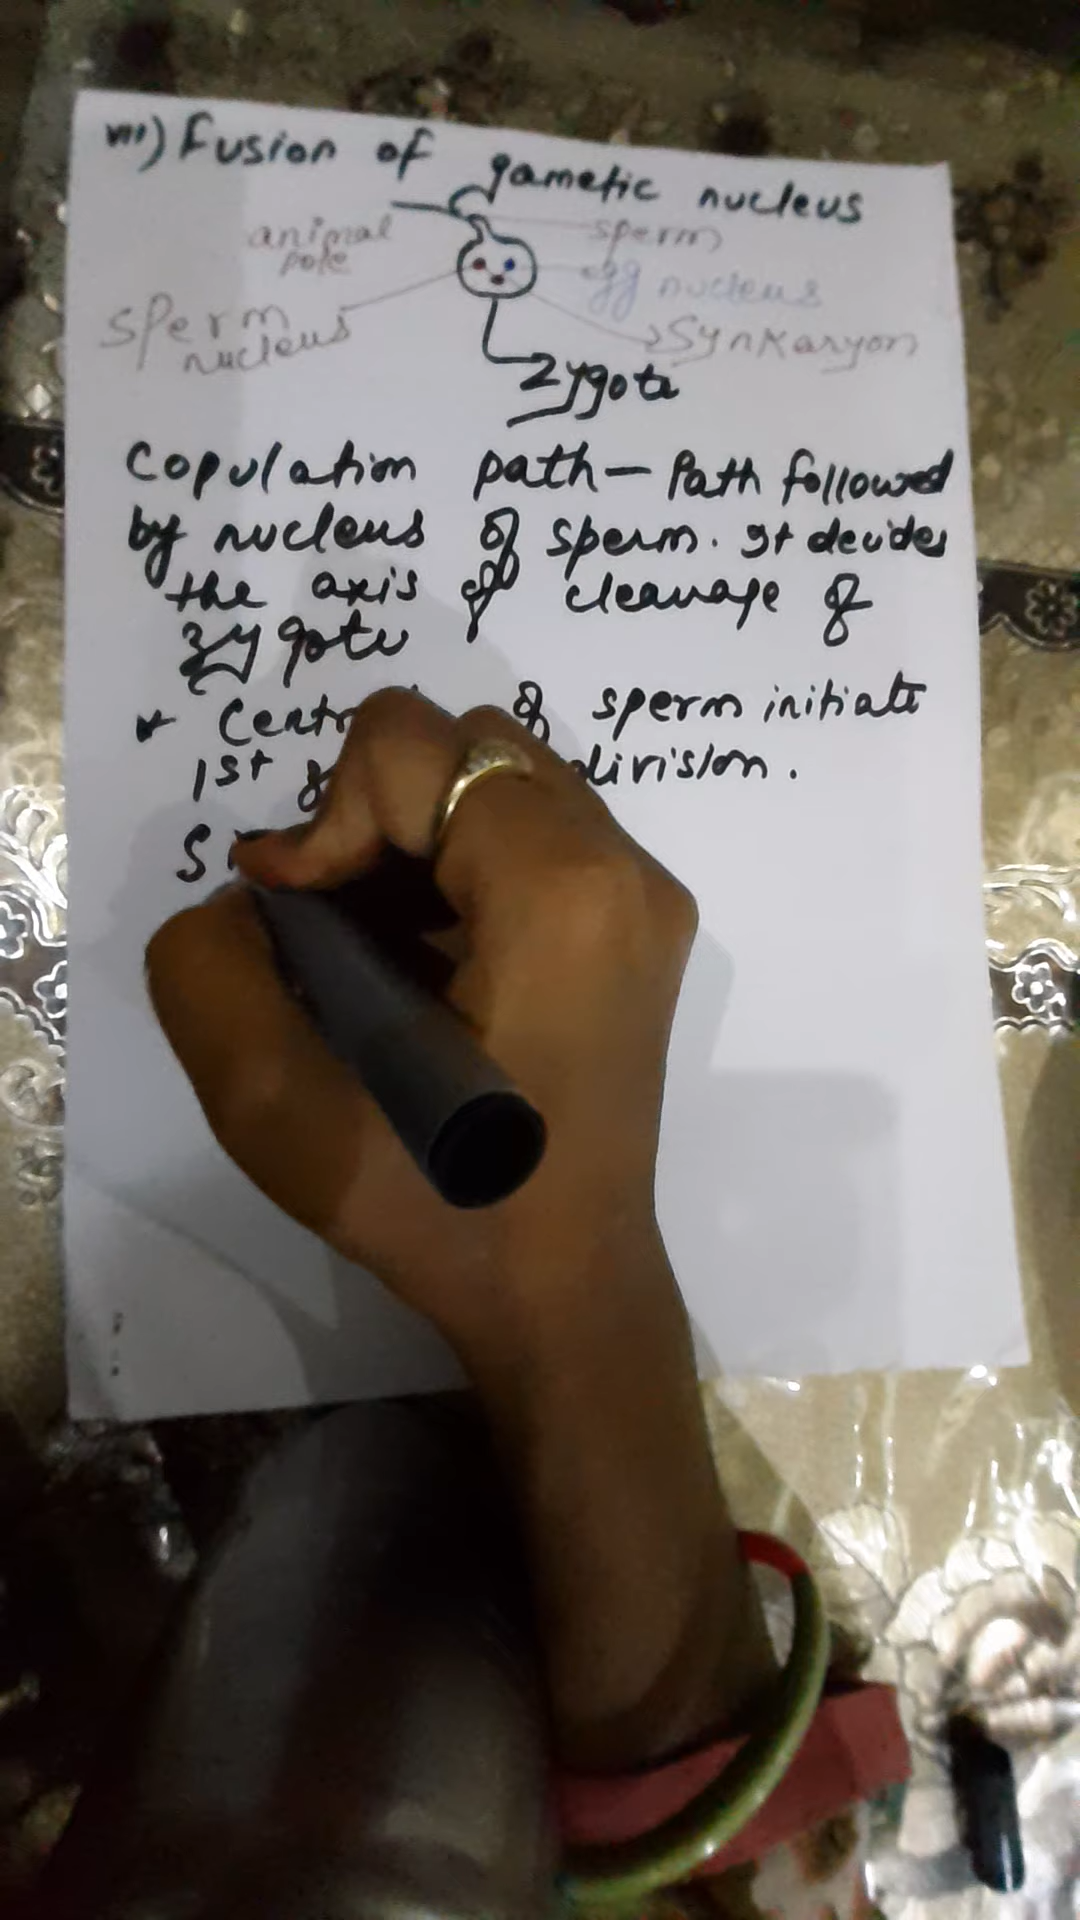 VIII) Fusion of gametic nucleus
animal pole
sperm
egg nucleus
sperm nucleus
Synkaryon
Zygote
Copulation path — Path followed
by nucleus of sperm. It decides
the axis of cleavage of
zygote
* of sperm initiate
1st division.